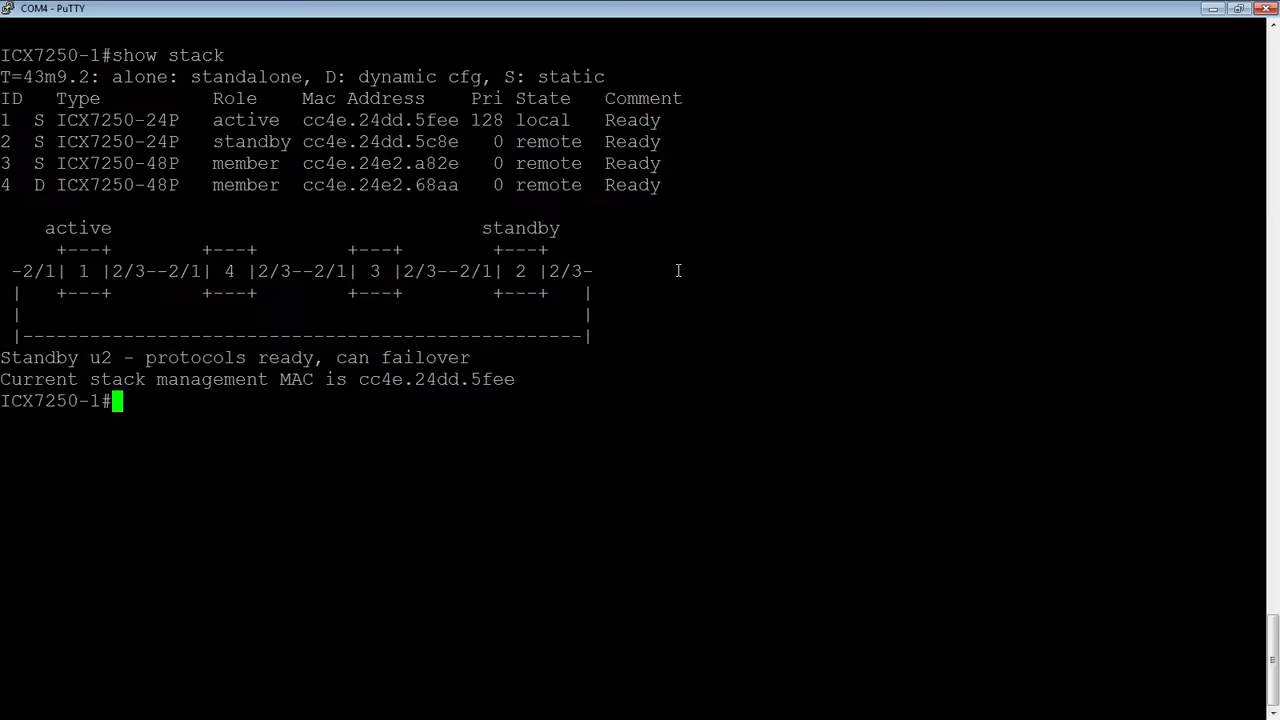 COM4 - PuTTY
ICX7250-1#show stack
T=43m9.2: alone: standalone, D: dynamic cfg, S: static
ID  S Type          Role    Mac Address    Pri State   Comment
1  S ICX7250-24P   active  cc4e.24dd.5fee 128 local   Ready
2  S ICX7250-24P   standby cc4e.24dd.5c8e   0 remote  Ready
3  S ICX7250-48P   member  cc4e.24e2.a82e   0 remote  Ready
4  D ICX7250-48P   member  cc4e.24e2.68aa   0 remote  Ready
    active                                 standby
     +---+        +---+        +---+        +---+
 -2/1| 1 |2/3--2/1| 4 |2/3--2/1| 3 |2/3--2/1| 2 |2/3-
 |   +---+        +---+        +---+        +---+   |
 |                                                  |
 |--------------------------------------------------|
Standby u2 - protocols ready, can failover
Current stack management MAC is cc4e.24dd.5fee
ICX7250-1#